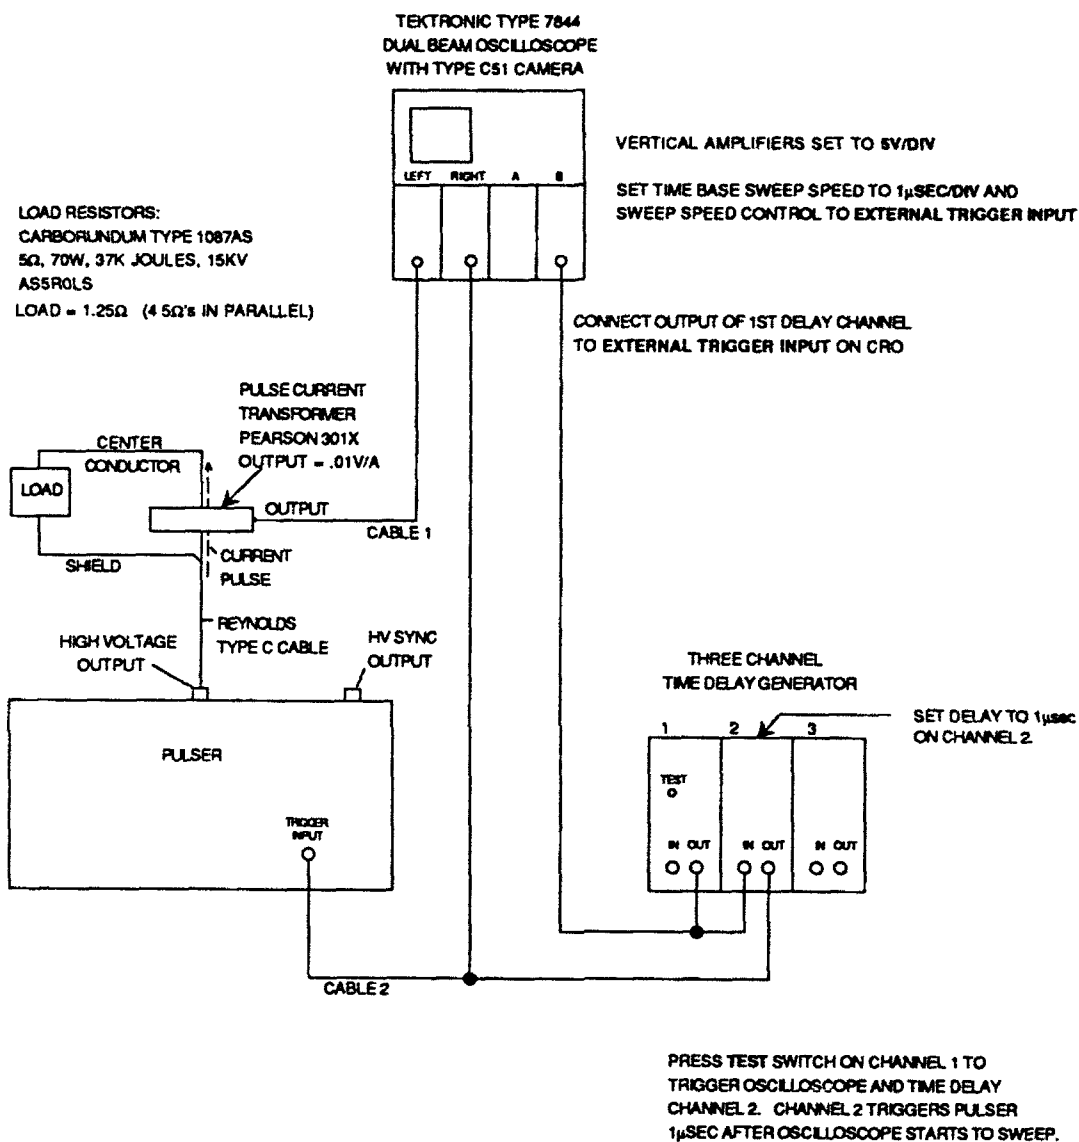 TEKTRONIC TYPE 7844
DUAL BEAM OSCILLOSCOPE
WITH TYPE C51 CAMERA
VERTICAL AMPLIFIERS SET TO 5V/DIV
LEFT RIGHT A B
SET TIME BASE SWEEP SPEED TO 1µSEC/DIV AND
SWEEP SPEED CONTROL TO EXTERNAL TRIGGER INPUT
LOAD RESISTORS:
CARBORUNDUM TYPE 1087AS
5Ω, 70W, 37K JOULES, 15KV
AS5R0LS
LOAD = 1.25Ω (4 5Ω's IN PARALLEL)
CONNECT OUTPUT OF 1ST DELAY CHANNEL
TO EXTERNAL TRIGGER INPUT ON CRO
PULSE CURRENT
TRANSFORMER
PEARSON 301X
OUTPUT = .01V/A
CENTER
CONDUCTOR
LOAD
OUTPUT
CABLE 1
SHIELD
CURRENT
PULSE
REYNOLDS
TYPE C CABLE
HIGH VOLTAGE
OUTPUT
HV SYNC
OUTPUT
THREE CHANNEL
TIME DELAY GENERATOR
SET DELAY TO 1µsec
ON CHANNEL 2.
1 2 3
PULSER
TEST
TRIGGER
INPUT
IN OUT IN OUT IN OUT
CABLE 2
PRESS TEST SWITCH ON CHANNEL 1 TO
TRIGGER OSCILLOSCOPE AND TIME DELAY
CHANNEL 2. CHANNEL 2 TRIGGERS PULSER
1µSEC AFTER OSCILLOSCOPE STARTS TO SWEEP.